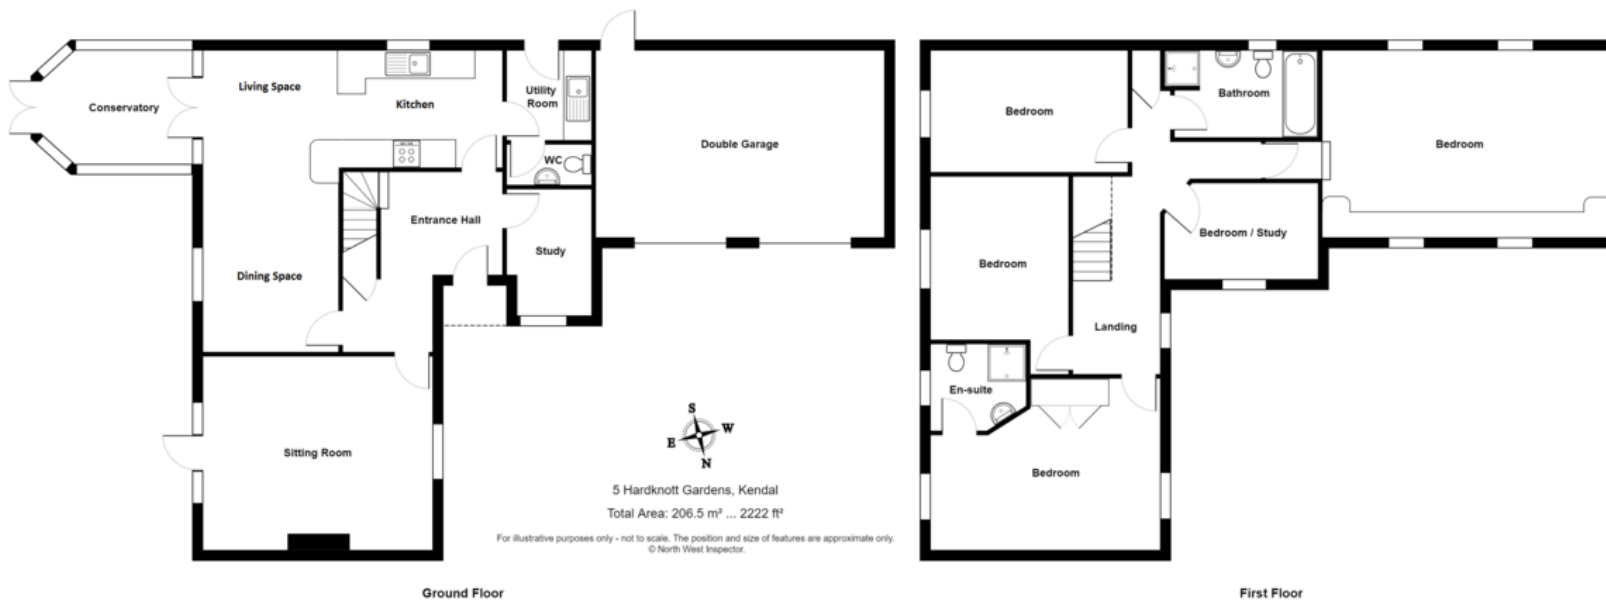 Conservatory
Living Space
Kitchen
Utility
Room
WC
Double Garage
Entrance Hall
Study
Dining Space
Sitting Room
S
W
E
N
5 Hardknott Gardens, Kendal
Total Area: 206.5 m² ... 2222 ft²
For illustrative purposes only - not to scale. The position and size of features are approximate only.
© North West Inspector.
Ground Floor
Bedroom
Bathroom
Bedroom
Bedroom / Study
Bedroom
Landing
En-suite
Bedroom
First Floor